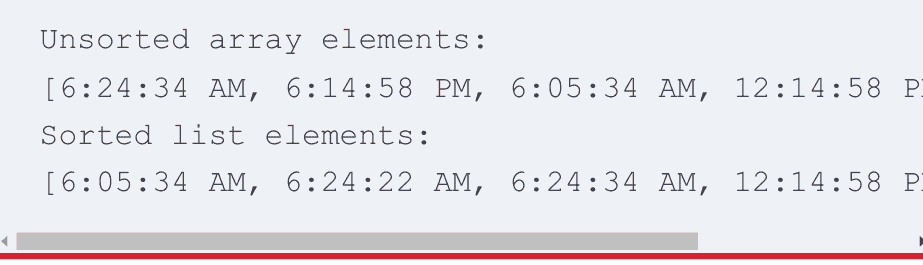 Unsorted array elements:
[6:24:34 AM, 6:14:58 PM, 6:05:34 AM, 12:14:58 P
Sorted list elements:
[6:05:34 AM, 6:24:22 AM, 6:24:34 AM, 12:14:58 P